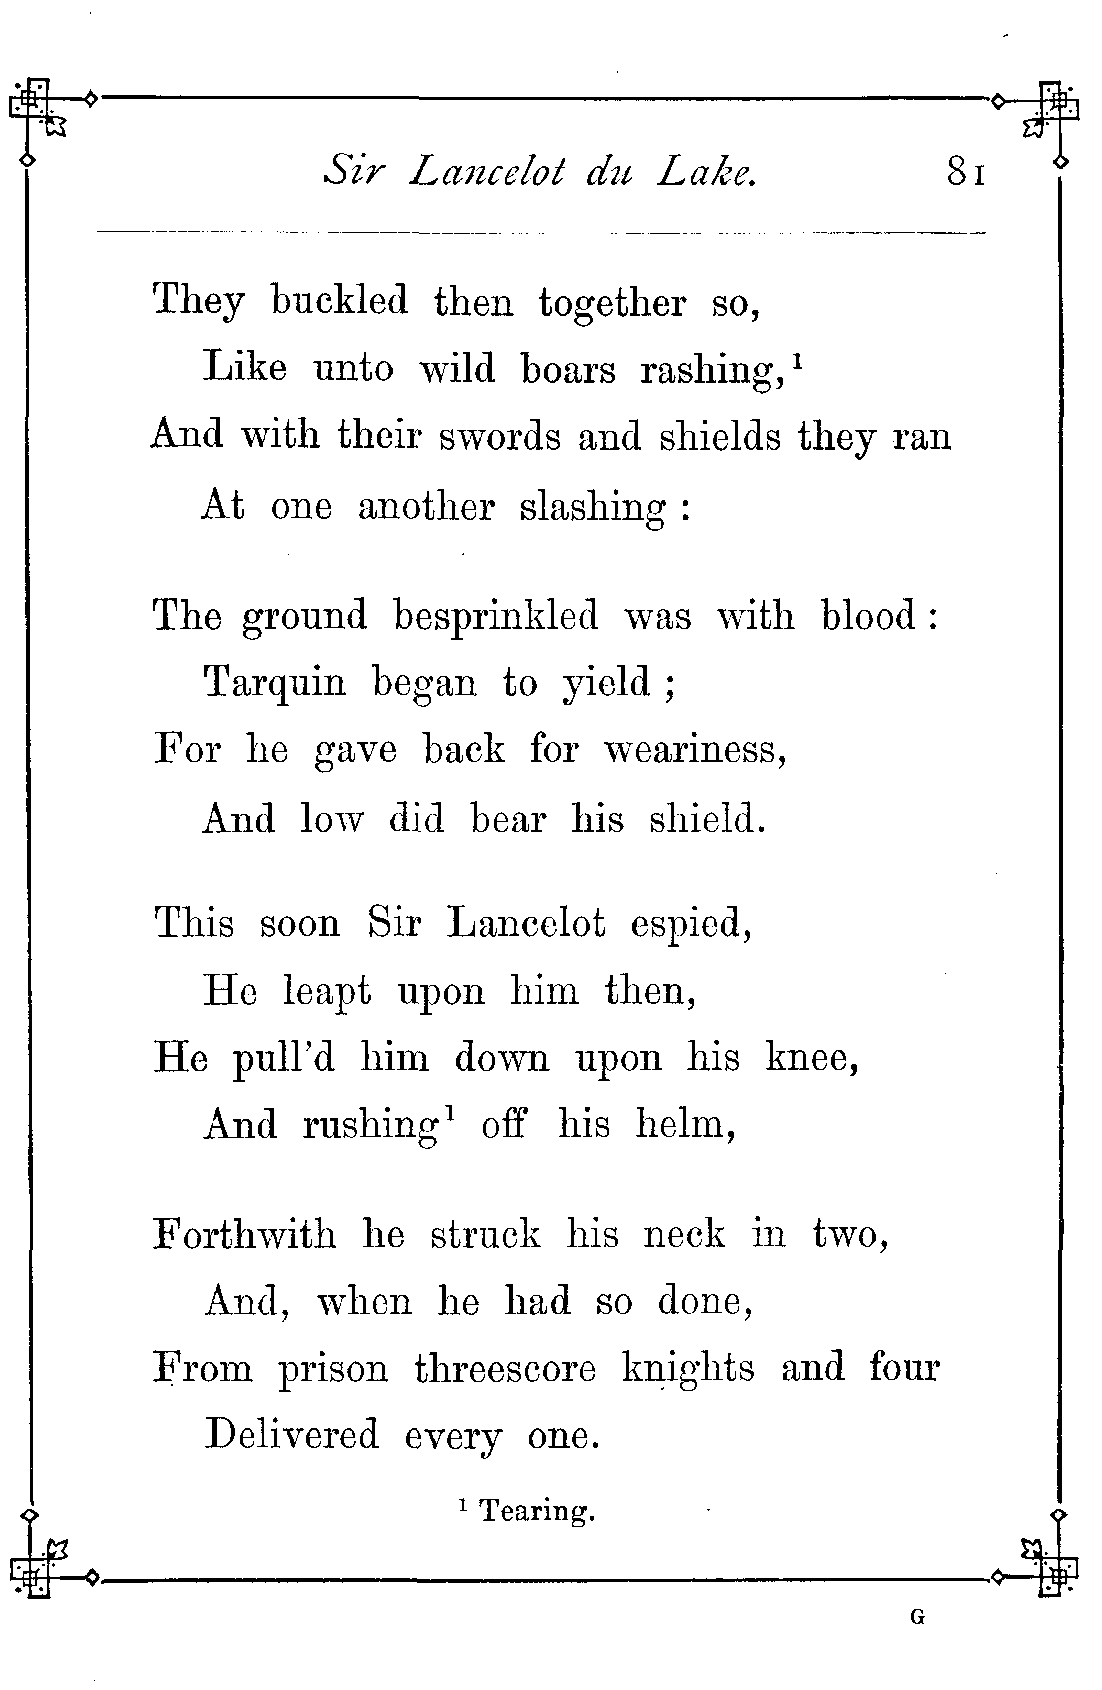 Sir Lancelot du Lake. 81
They buckled then together so,
Like unto wild boars rashing,¹
And with their swords and shields they ran
At one another slashing :
The ground besprinkled was with blood :
Tarquin began to yield ;
For he gave back for weariness,
And low did bear his shield.
This soon Sir Lancelot espied,
He leapt upon him then,
He pull'd him down upon his knee,
And rushing¹ off his helm,
Forthwith he struck his neck in two,
And, when he had so done,
From prison threescore knights and four
Delivered every one.
¹ Tearing.
G